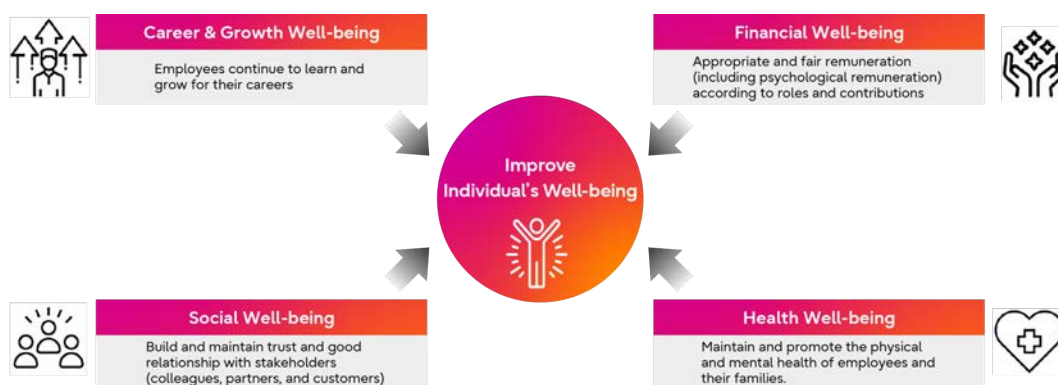 Career & Growth Well-being
Employees continue to learn and
grow for their careers
Financial Well-being
Appropriate and fair remuneration
(including psychological remuneration)
according to roles and contributions
Improve
Individual's Well-being
Social Well-being
Build and maintain trust and good
relationship with stakeholders
(colleagues, partners, and customers)
Health Well-being
Maintain and promote the physical
and mental health of employees and
their families.